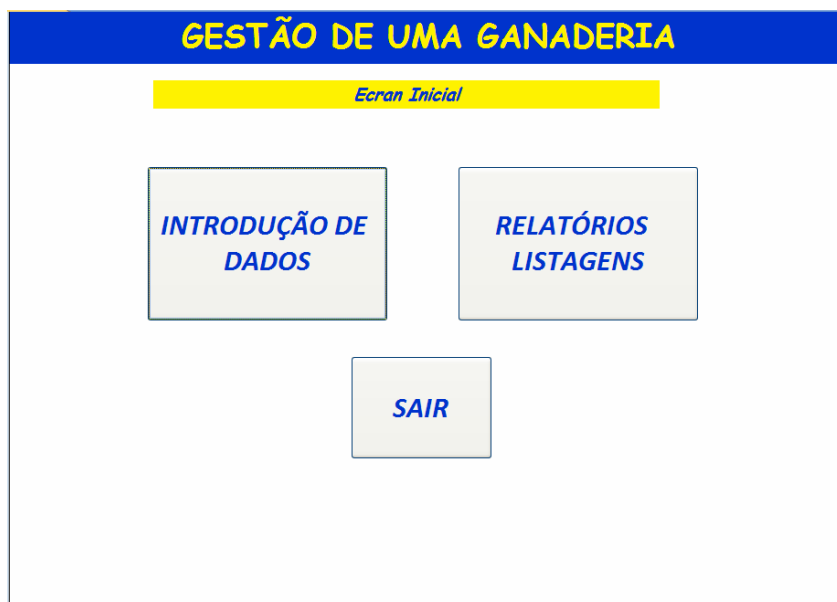 GESTÃO DE UMA GANADERIA
Ecran Inicial
INTRODUÇÃO DE
DADOS
RELATÓRIOS
LISTAGENS
SAIR